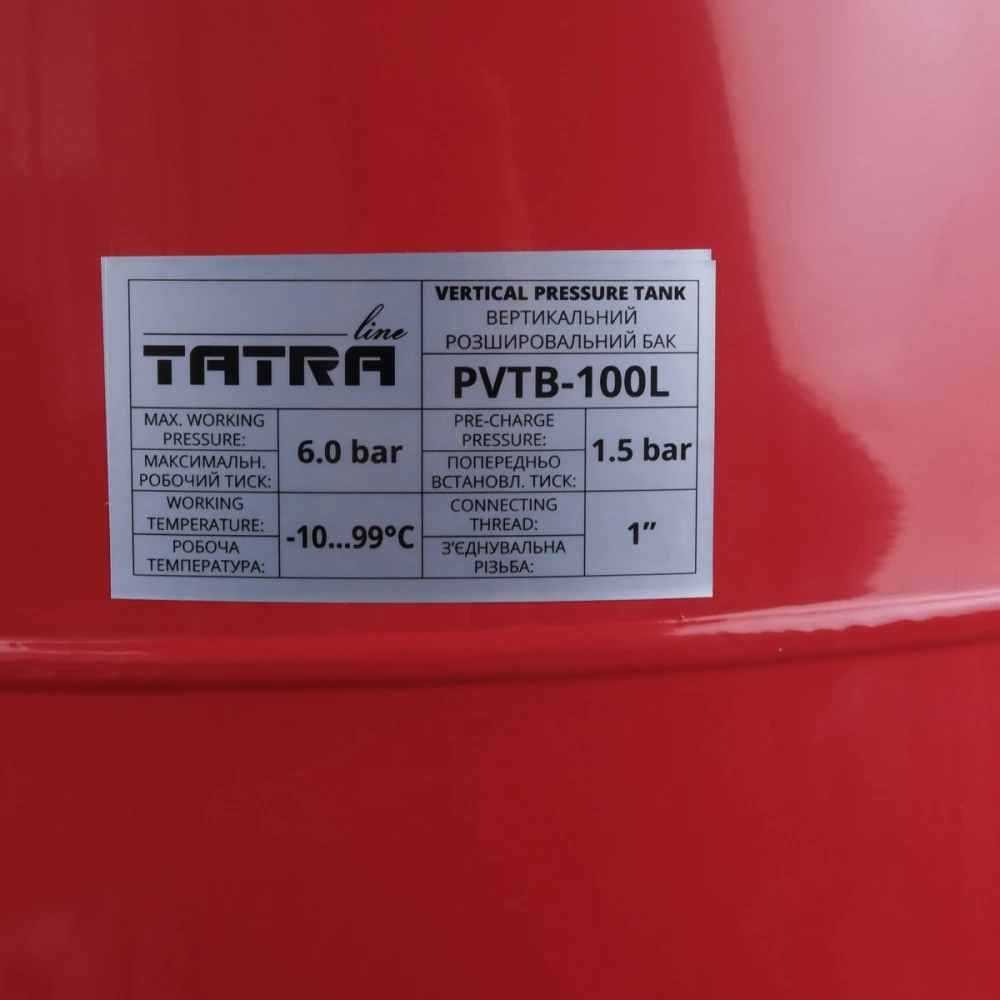 line
TATRA
VERTICAL PRESSURE TANK
ВЕРТИКАЛЬНИЙ
РОЗШИРОВАЛЬНИЙ БАК
PVTB-100L
MAX. WORKING
PRESSURE:
МАКСИМАЛЬН.
РОБОЧИЙ ТИСК:
6.0 bar
PRE-CHARGE
PRESSURE:
ПОПЕРЕДНЬО
ВСТАНОВЛ. ТИСК:
1.5 bar
WORKING
TEMPERATURE:
РОБОЧА
ТЕМПЕРАТУРА:
-10...99°C
CONNECTING
THREAD:
З’ЄДНУВАЛЬНА
РІЗЬБА:
1”